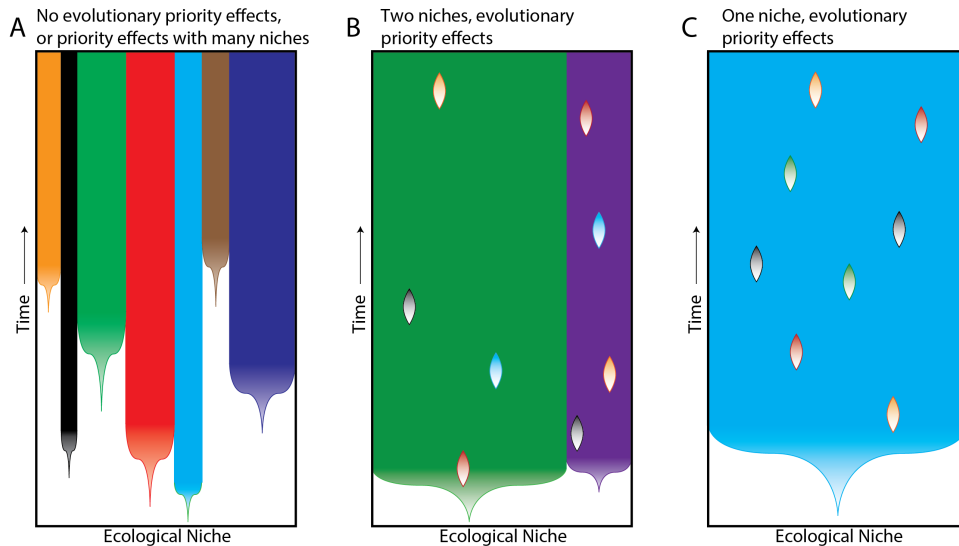 A
No evolutionary priority effects,
or priority effects with many niches
Time →
Ecological Niche
B
Two niches, evolutionary
priority effects
Time →
Ecological Niche
C
One niche, evolutionary
priority effects
Time →
Ecological Niche